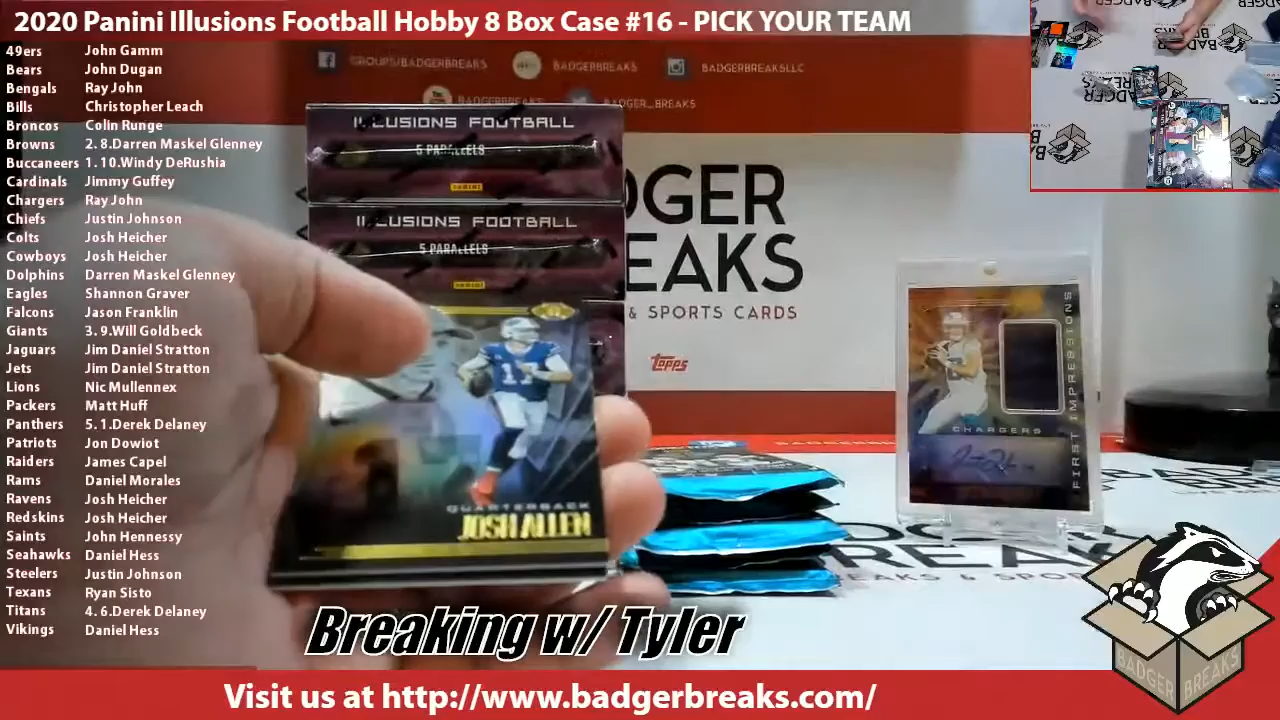 2020 Panini Illusions Football Hobby 8 Box Case #16 - PICK YOUR TEAM
49ers John Gamm
Bears John Dugan
Bengals Ray John
Bills Christopher Leach
Broncos Colin Runge
Browns 2. 8.Darren Maskel Glenney
Buccaneers 1. 10.Windy DeRushia
Cardinals Jimmy Guffey
Chargers Ray John
Chiefs Justin Johnson
Colts Josh Heicher
Cowboys Josh Heicher
Dolphins Darren Maskel Glenney
Eagles Shannon Graver
Falcons Jason Franklin
Giants 3. 9.Will Goldbeck
Jaguars Jim Daniel Stratton
Jets Jim Daniel Stratton
Lions Nic Mullennex
Packers Matt Huff
Panthers 5. 1.Derek Delaney
Patriots Jon Dowiot
Raiders James Capel
Rams Daniel Morales
Ravens Josh Heicher
Redskins Josh Heicher
Saints John Hennessy
Seahawks Daniel Hess
Steelers Justin Johnson
Texans Ryan Sisto
Titans 4. 6.Derek Delaney
Vikings Daniel Hess
GROUPS/BADGERBREAKS
BADGERBREAKS
BADGERBREAKSLLC
BADGERBREAKS
BADGER_BREAKS
ILLUSIONS FOOTBALL
5 PARALLELS
PANINI
ILLUSIONS FOOTBALL
5 PARALLELS
PANINI
DGER
EAKS
& SPORTS CARDS
Topps
17
QUARTERBACK
JOSH ALLEN
CHARGERS
FIRST IMPRESSIONS
BADGER BREAKS
Breaking w/ Tyler
BADGER BREAKS
Visit us at http://www.badgerbreaks.com/